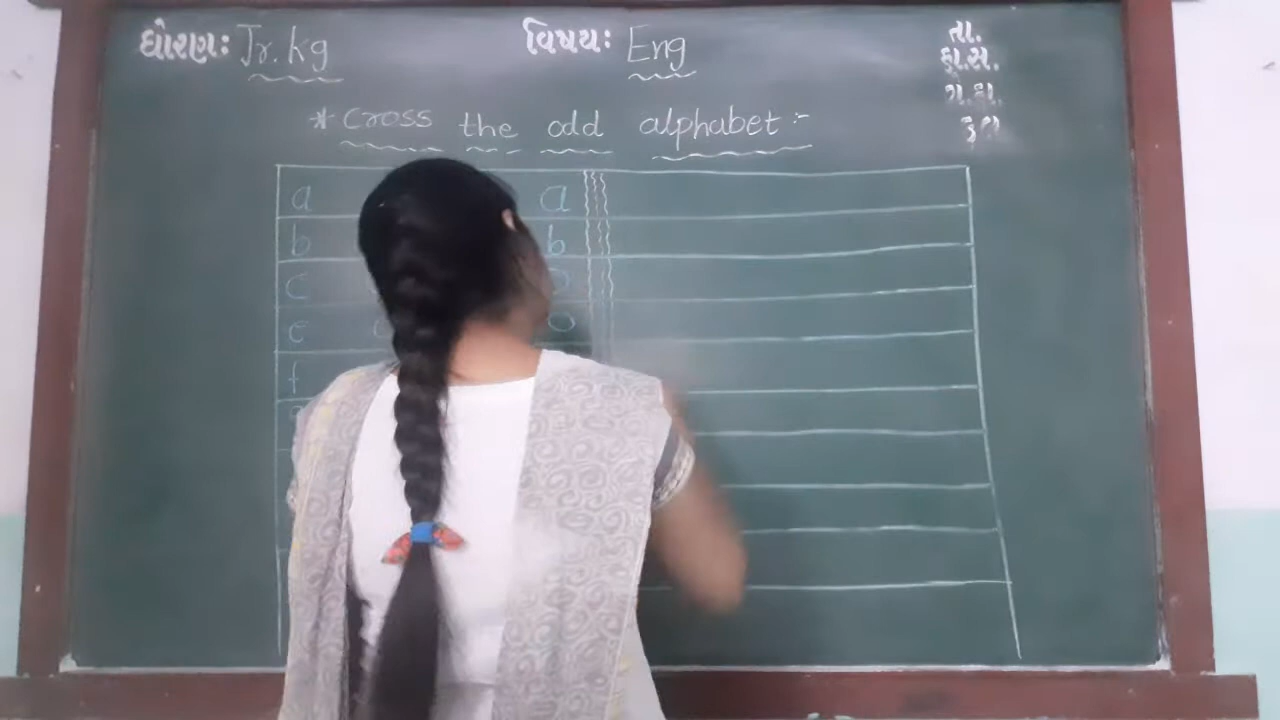 ધોરણ: Jr. kg વિષય: Eng તા.
હા.સ.
ગે.હા.
કુલ
* Cross the odd alphabet :-
a a
b b
c
e o
f